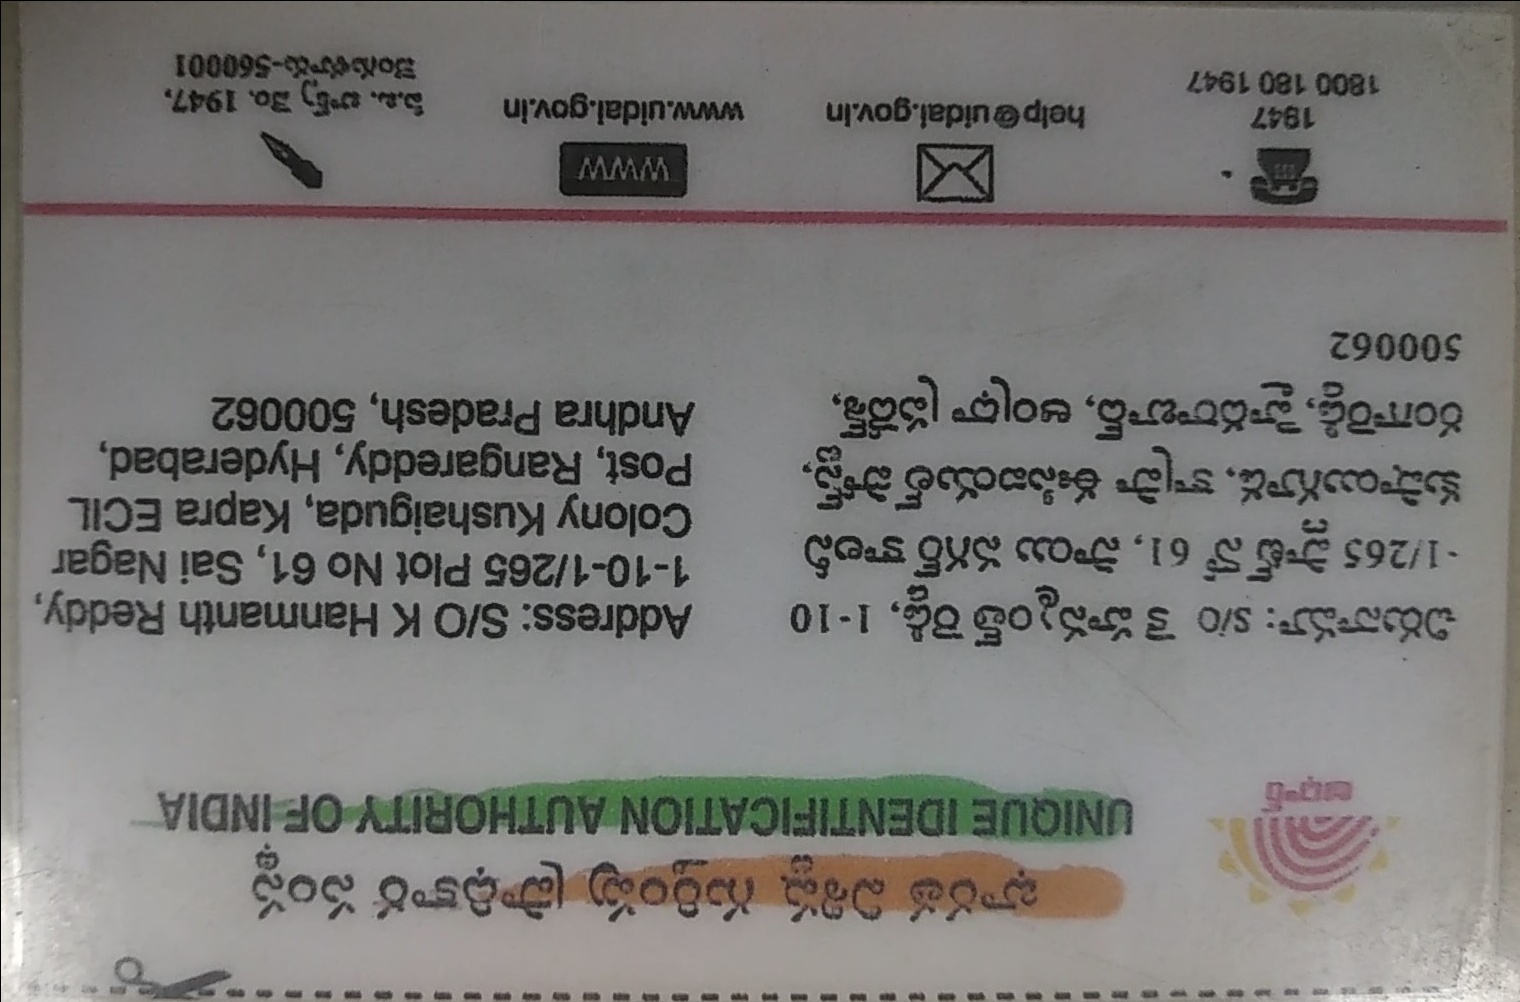 భారత విశిష్ట గుర్తింపు ప్రాధికార సంస్థ
UNIQUE IDENTIFICATION AUTHORITY OF INDIA
ఆధార్
చిరునామా: S/O కె హన్మంత్ రెడ్డి, 1-10
-1/265 ప్లాట్ నో 61, సాయి నగర్ కాలనీ
కుషాయిగూడ, కాప్రా ఈసిఐయల్ పోస్ట్,
రంగారెడ్డి, హైదరాబాద్, ఆంధ్రా ప్రదేశ్,
500062
Address: S/O K Hanmanth Reddy,
1-10-1/265 Plot No 61, Sai Nagar
Colony Kushaiguda, Kapra ECIL
Post, Rangareddy, Hyderabad,
Andhra Pradesh, 500062
1947
1800 180 1947
help@uidai.gov.in
WWW
www.uidai.gov.in
పి.బి. బాక్స్ నెం. 1947,
బెంగుళూరు-560001